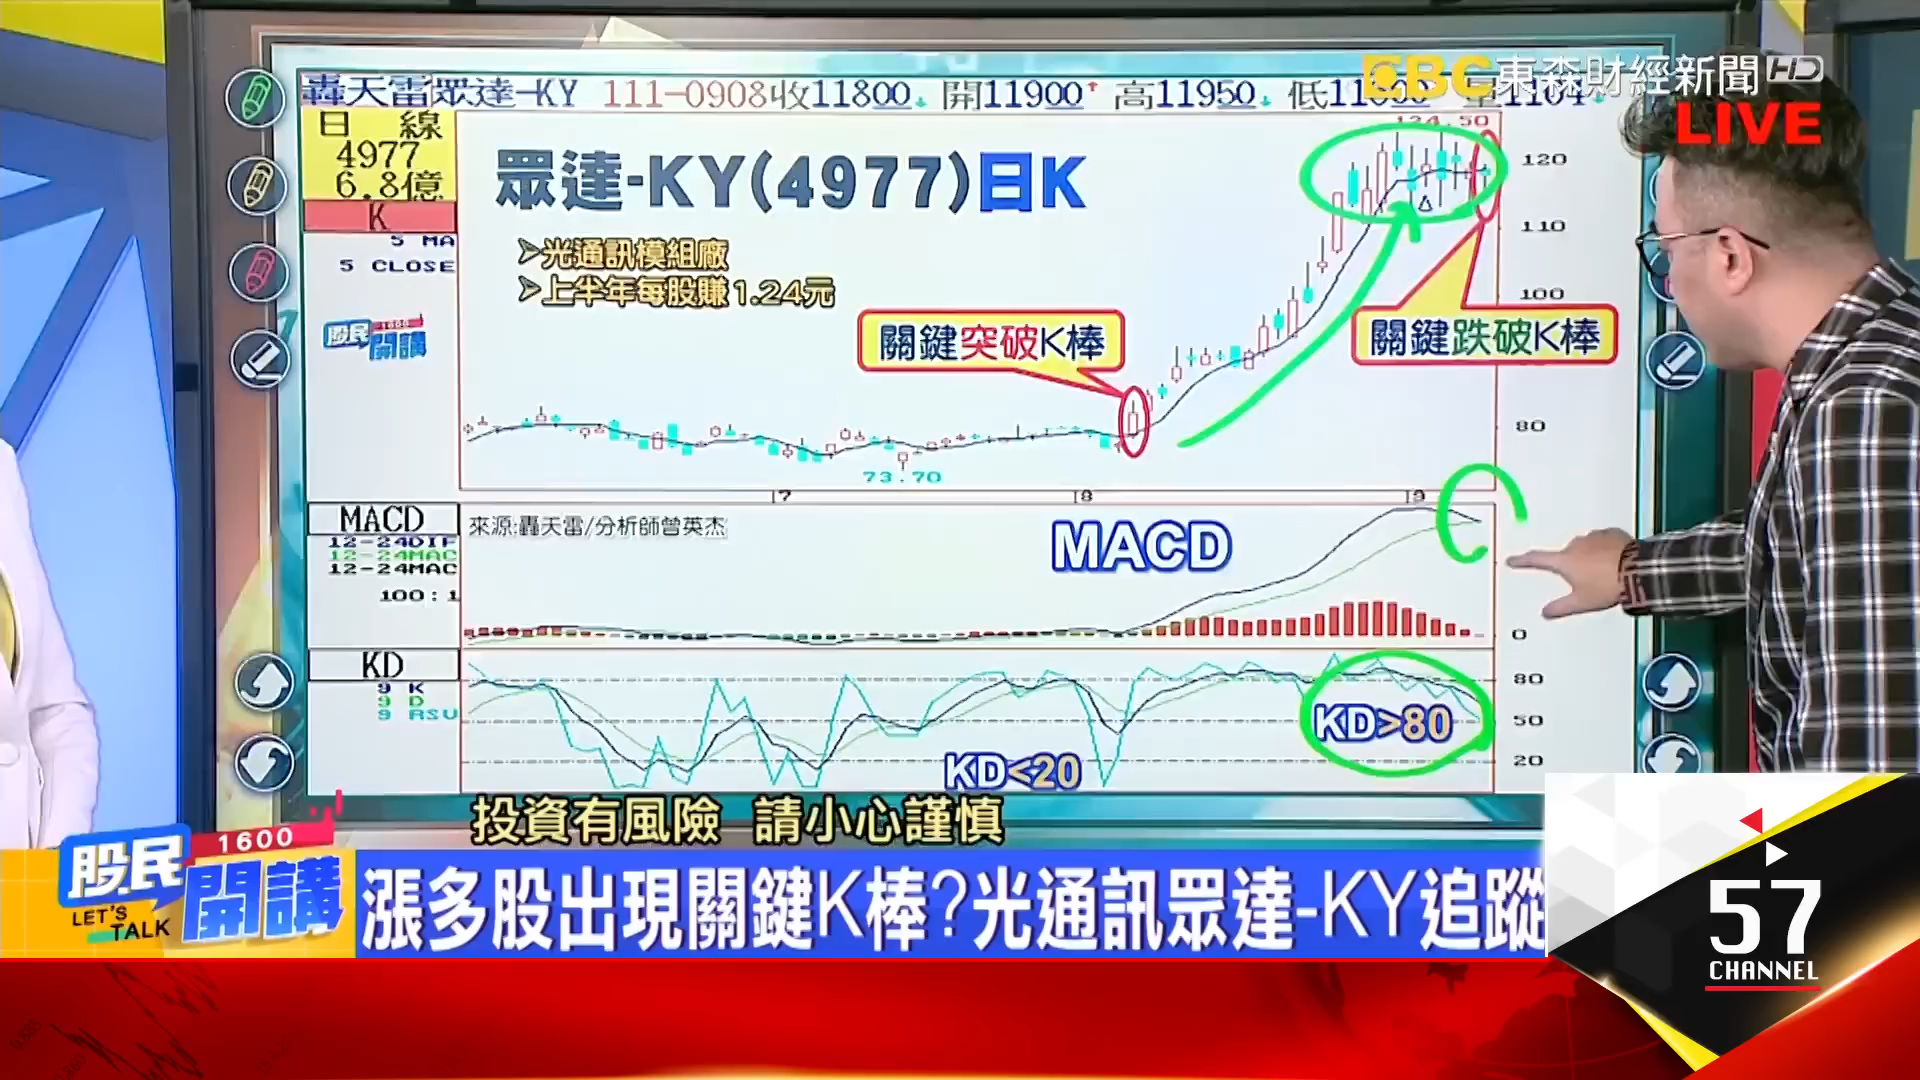 轟天雷眾達-KY 111-0908收11800 開11900 高11950
EBC東森財經新聞HD
LIVE
日 線
4977
6.8億
K
5 MA
5 CLOSE
124.50
120
110
100
80
眾達-KY(4977)日K
➢光通訊模組廠
➢上半年每股賺1.24元
股民開講
1600
關鍵突破K棒
關鍵跌破K棒
73.70
7
8
9
MACD
12-24DIF
12-24MAC
12-24MAC
100:1
來源:轟天雷/分析師曾英杰
MACD
0
KD
9 K
9 D
9 RSV
KD<20
KD>80
80
50
20
投資有風險 請小心謹慎
股民開講
1600
LET'S TALK
漲多股出現關鍵K棒?光通訊眾達-KY追蹤
57
CHANNEL